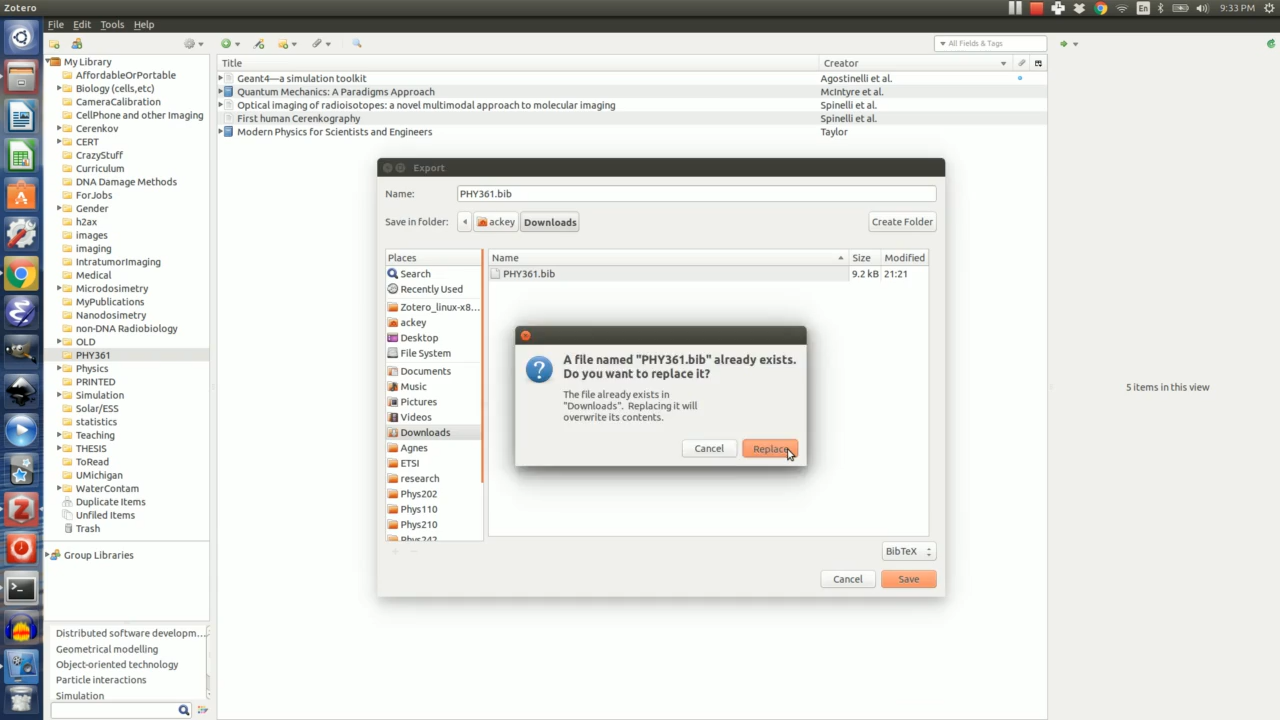 Zotero
En
9:33 PM
File Edit Tools Help
All Fields & Tags
My Library
AffordableOrPortable
Biology (cells,etc)
CameraCalibration
CellPhone and other Imaging
Cerenkov
CERT
CrazyStuff
Curriculum
DNA Damage Methods
ForJobs
Gender
h2ax
images
imaging
IntratumorImaging
Medical
Microdosimetry
MyPublications
Nanodosimetry
non-DNA Radiobiology
OLD
PHY361
Physics
PRINTED
Simulation
Solar/ESS
statistics
Teaching
THESIS
ToRead
UMichigan
WaterContam
Duplicate Items
Unfiled Items
Trash
Group Libraries
Distributed software developm...
Geometrical modelling
Object-oriented technology
Particle interactions
Simulation
Title Creator
Geant4—a simulation toolkit Agostinelli et al.
Quantum Mechanics: A Paradigms Approach McIntyre et al.
Optical imaging of radioisotopes: a novel multimodal approach to molecular imaging Spinelli et al.
First human Cerenkography Spinelli et al.
Modern Physics for Scientists and Engineers Taylor
Export
Name: PHY361.bib
Save in folder: ackey Downloads Create Folder
Places
Search
Recently Used
Zotero_linux-x8...
ackey
Desktop
File System
Documents
Music
Pictures
Videos
Downloads
Agnes
ETSI
research
Phys202
Phys110
Phys210
Phys242
Name Size Modified
PHY361.bib 9.2 kB 21:21
A file named "PHY361.bib" already exists.
Do you want to replace it?
The file already exists in
"Downloads". Replacing it will
overwrite its contents.
Cancel Replace
BibTeX
Cancel Save
5 items in this view